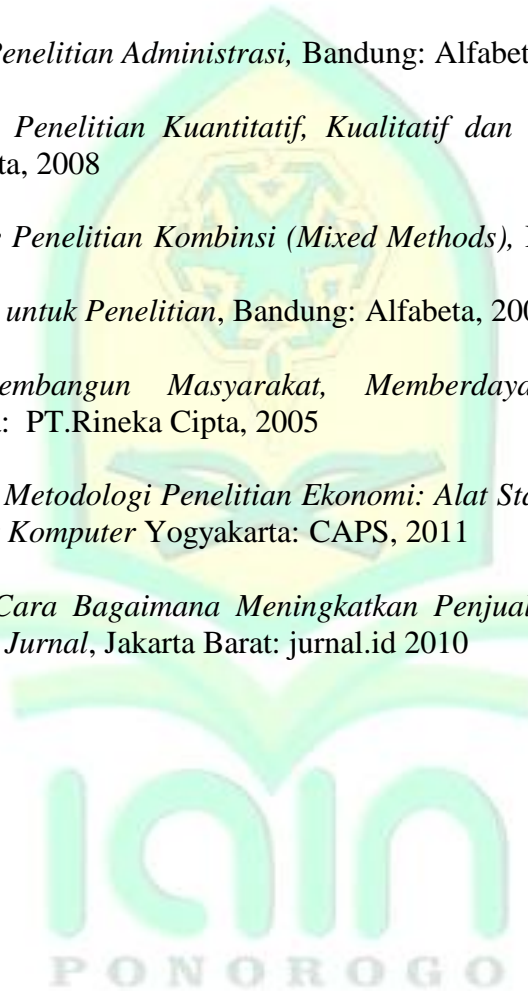 Penelitian Administrasi, Bandung: Alfabet
Penelitian Kuantitatif, Kualitatif dan
ta, 2008
Penelitian Kombinsi (Mixed Methods),
untuk Penelitian, Bandung: Alfabeta, 200
embangun Masyarakat, Memberdaya
: PT.Rineka Cipta, 2005
Metodologi Penelitian Ekonomi: Alat Sta
Komputer Yogyakarta: CAPS, 2011
Cara Bagaimana Meningkatkan Penjual
Jurnal, Jakarta Barat: jurnal.id 2010
iain
PONOROGO